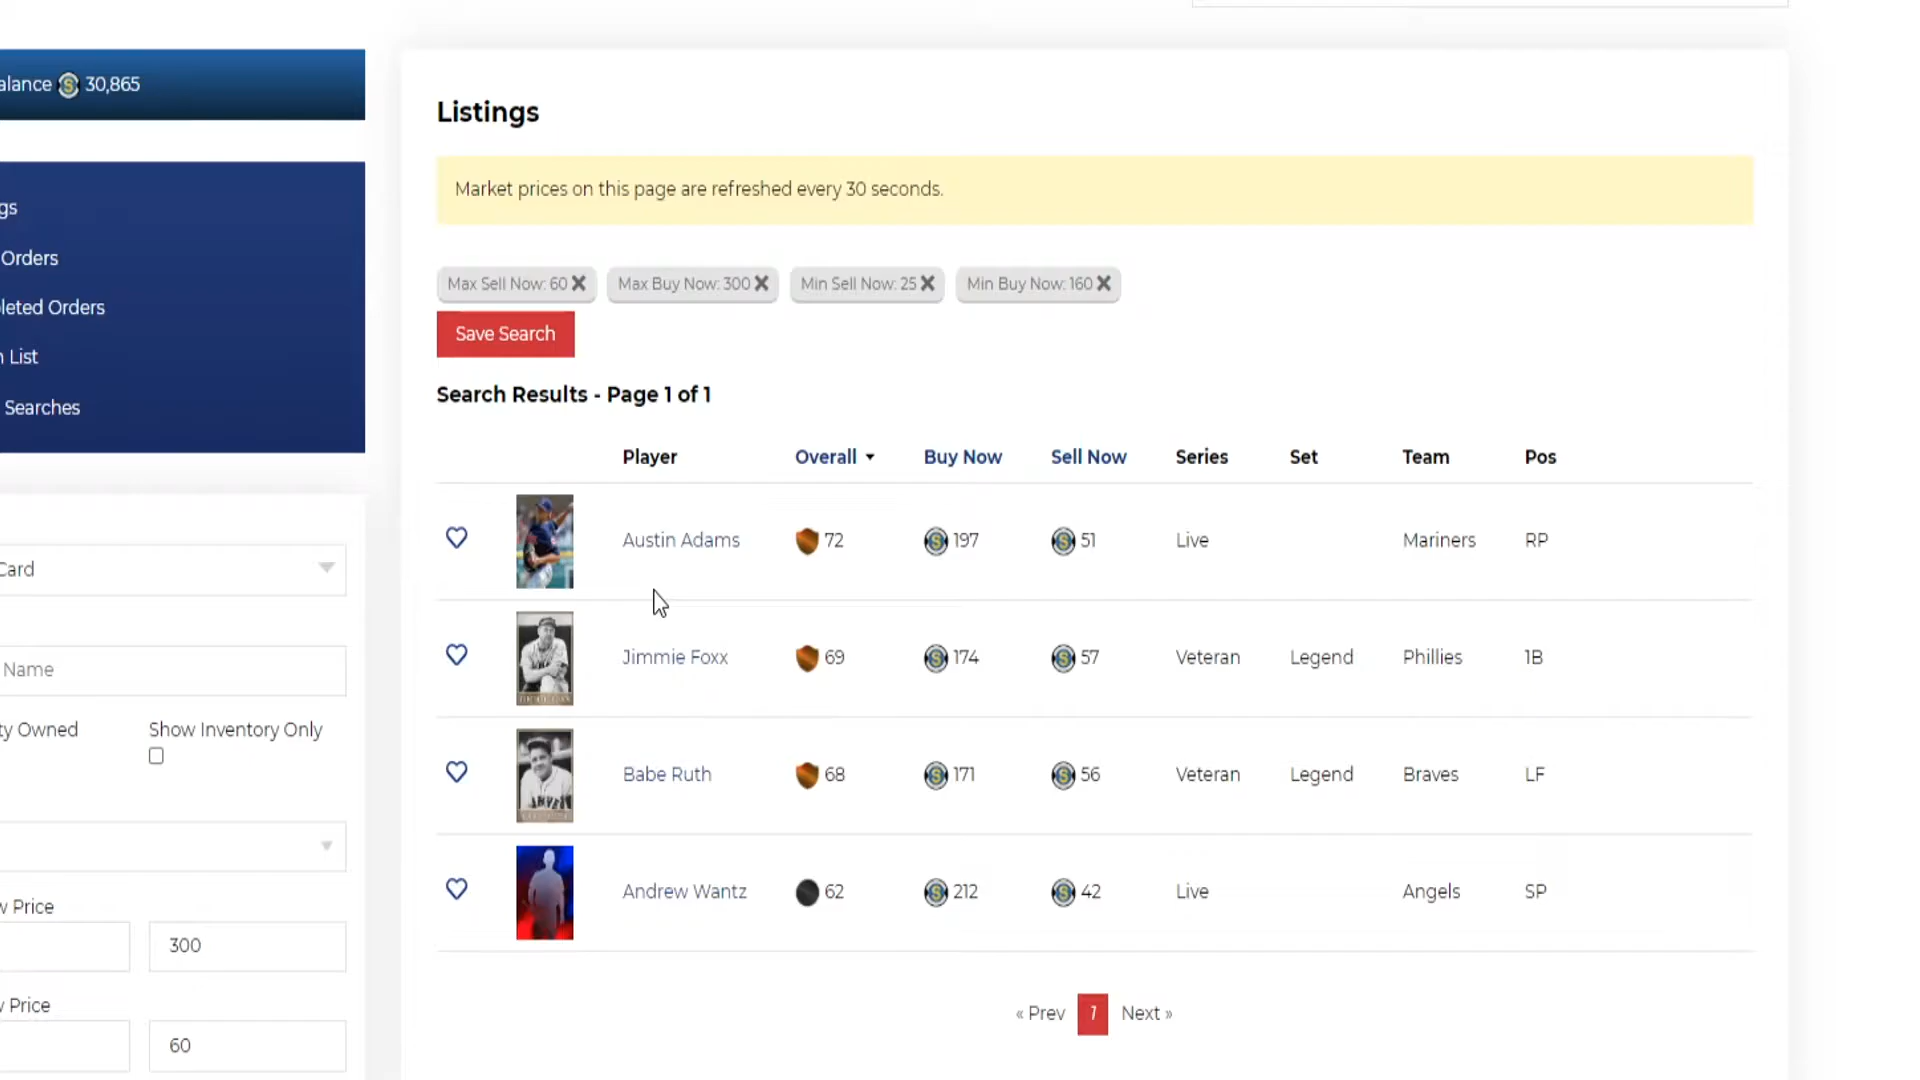 alance 30,865
gs
Orders
leted Orders
n List
Searches
Card
Name
ty Owned
Show Inventory Only
w Price
300
w Price
60
Listings
Market prices on this page are refreshed every 30 seconds.
Max Sell Now: 60 Max Buy Now: 300 Min Sell Now: 25 Min Buy Now: 160
Save Search
Search Results - Page 1 of 1
Player Overall Buy Now Sell Now Series Set Team Pos
Austin Adams 72 197 51 Live Mariners RP
Jimmie Foxx 69 174 57 Veteran Legend Phillies 1B
Babe Ruth 68 171 56 Veteran Legend Braves LF
Andrew Wantz 62 212 42 Live Angels SP
« Prev 1 Next »